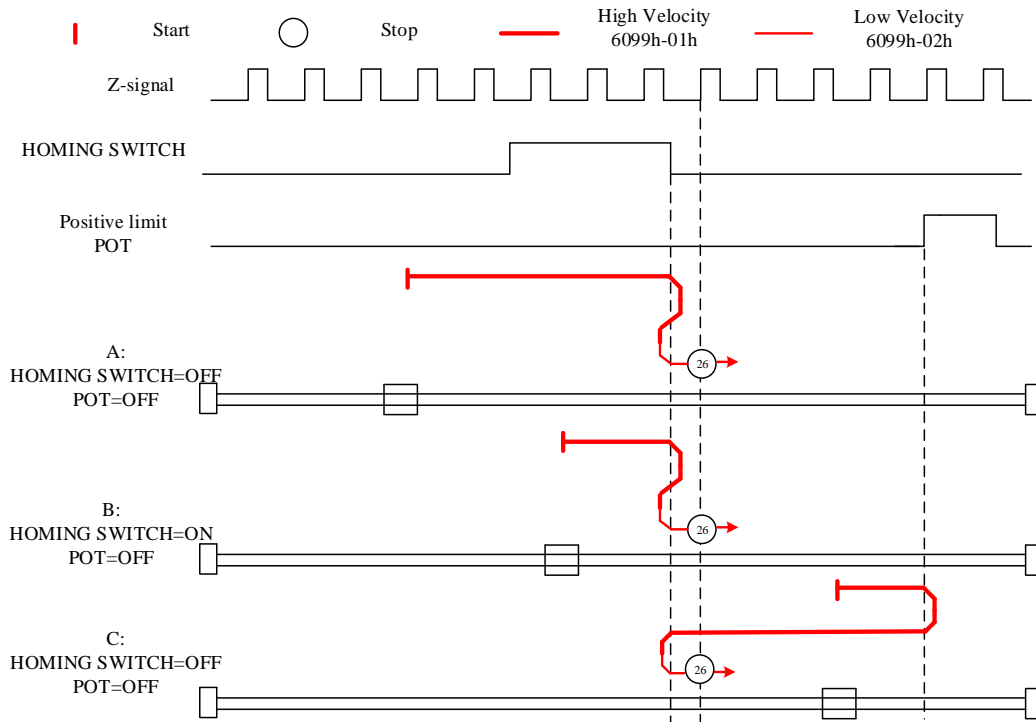 Start
Stop
High Velocity
6099h-01h
Low Velocity
6099h-02h
Z-signal
HOMING SWITCH
Positive limit
POT
A:
HOMING SWITCH=OFF
POT=OFF
26
B:
HOMING SWITCH=ON
POT=OFF
26
C:
HOMING SWITCH=OFF
POT=OFF
26